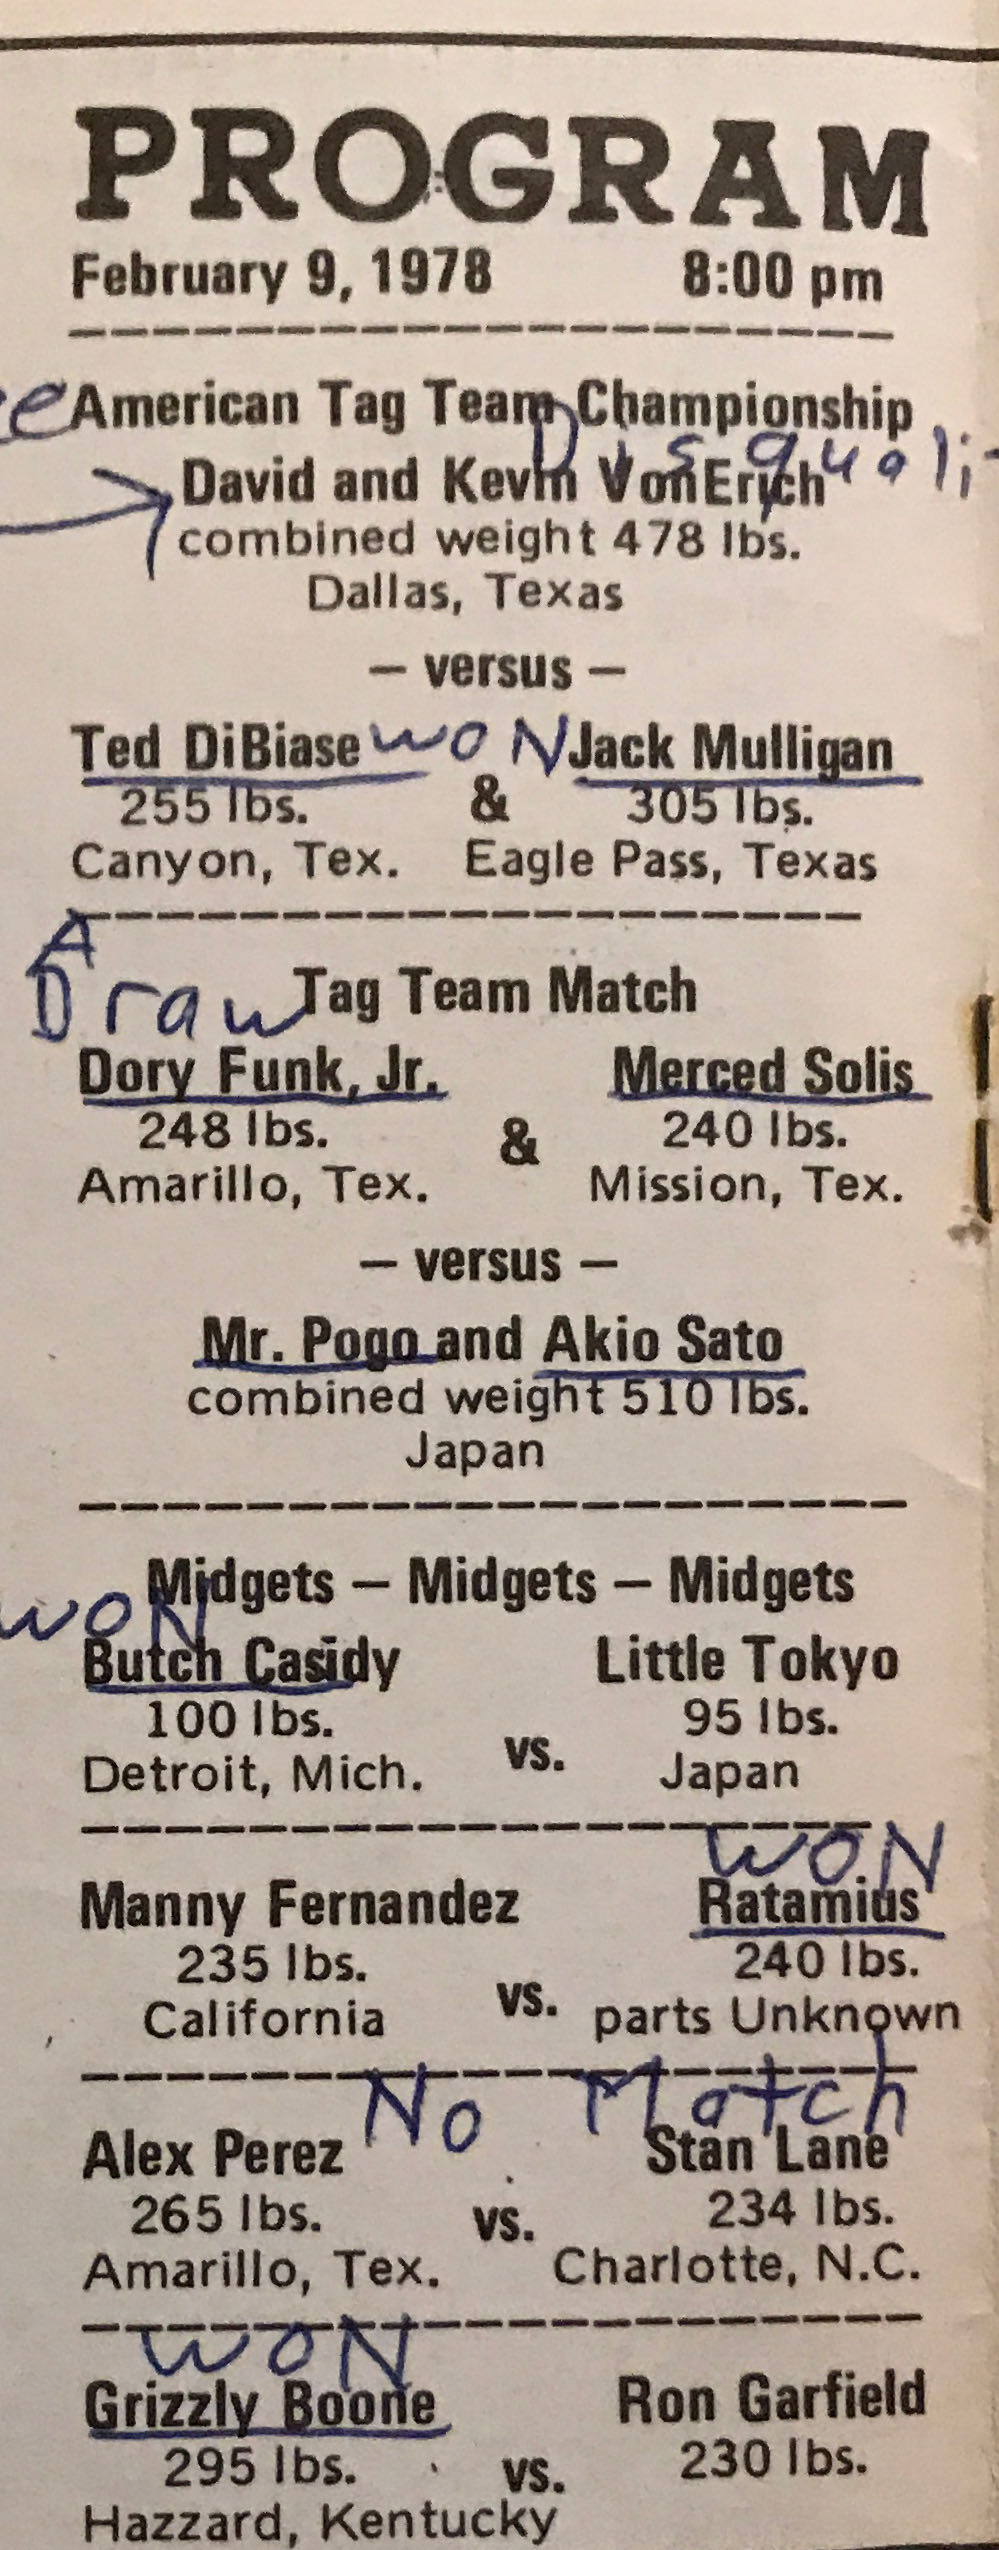 PROGRAM
February 9, 1978 8:00 pm
American Tag Team Championship
Disquali
David and Kevin VonErich
combined weight 478 lbs.
Dallas, Texas
– versus –
Ted DiBiase WON Jack Mulligan
255 lbs. & 305 lbs.
Canyon, Tex. Eagle Pass, Texas
A
Draw Tag Team Match
Dory Funk, Jr. Merced Solis
248 lbs. & 240 lbs.
Amarillo, Tex. Mission, Tex.
– versus –
Mr. Pogo and Akio Sato
combined weight 510 lbs.
Japan
Midgets – Midgets – Midgets
WON
Butch Casidy Little Tokyo
100 lbs. vs. 95 lbs.
Detroit, Mich. Japan
WON
Manny Fernandez Ratamius
235 lbs. vs. 240 lbs.
California parts Unknown
No Match
Alex Perez Stan Lane
265 lbs. vs. 234 lbs.
Amarillo, Tex. Charlotte, N.C.
WON
Grizzly Boone Ron Garfield
295 lbs. vs. 230 lbs.
Hazzard, Kentucky